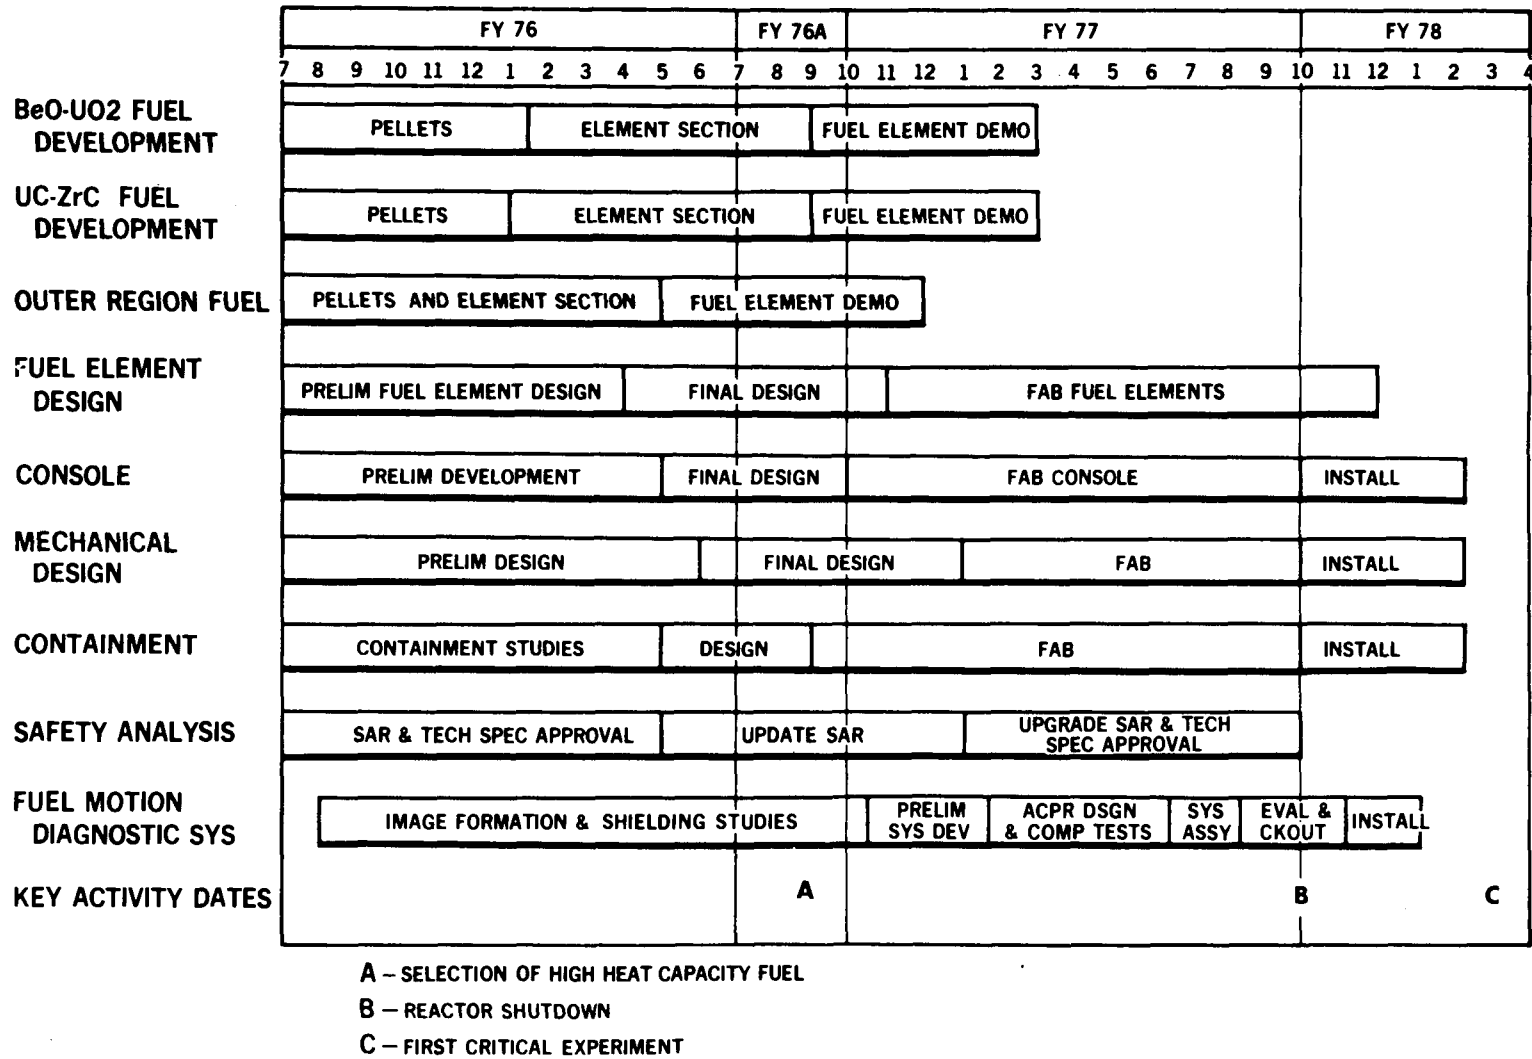 FY 76 FY 76A FY 77 FY 78
7 8 9 10 11 12 1 2 3 4 5 6 7 8 9 10 11 12 1 2 3 4 5 6 7 8 9 10 11 12 1 2 3 4
BeO-UO2 FUEL
DEVELOPMENT
PELLETS ELEMENT SECTION FUEL ELEMENT DEMO
UC-ZrC FUEL
DEVELOPMENT
PELLETS ELEMENT SECTION FUEL ELEMENT DEMO
OUTER REGION FUEL PELLETS AND ELEMENT SECTION FUEL ELEMENT DEMO
FUEL ELEMENT
DESIGN
PRELIM FUEL ELEMENT DESIGN FINAL DESIGN FAB FUEL ELEMENTS
CONSOLE PRELIM DEVELOPMENT FINAL DESIGN FAB CONSOLE INSTALL
MECHANICAL
DESIGN
PRELIM DESIGN FINAL DESIGN FAB INSTALL
CONTAINMENT CONTAINMENT STUDIES DESIGN FAB INSTALL
SAFETY ANALYSIS SAR & TECH SPEC APPROVAL UPDATE SAR
UPGRADE SAR & TECH
SPEC APPROVAL
FUEL MOTION
DIAGNOSTIC SYS
IMAGE FORMATION & SHIELDING STUDIES
PRELIM
SYS DEV
ACPR DSGN
& COMP TESTS
SYS
ASSY
EVAL &
CKOUT
INSTALL
KEY ACTIVITY DATES A B C
A – SELECTION OF HIGH HEAT CAPACITY FUEL
B – REACTOR SHUTDOWN
C – FIRST CRITICAL EXPERIMENT